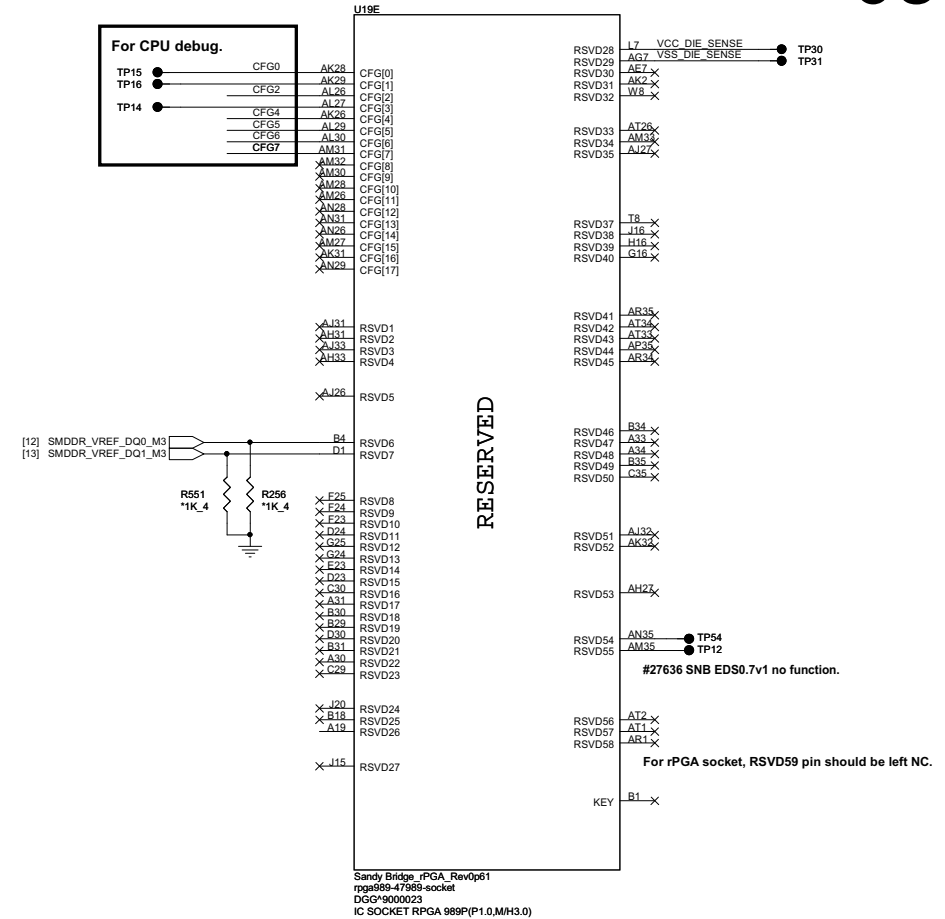 U19E
For CPU debug.
TP15
TP16
TP14
CFG0
CFG2
CFG4
CFG5
CFG6
CFG7
AK28 CFG[0]
AK29 CFG[1]
AL26 CFG[2]
AL27 CFG[3]
AK26 CFG[4]
AL29 CFG[5]
AL30 CFG[6]
AM31 CFG[7]
AM32 CFG[8]
AM30 CFG[9]
AM28 CFG[10]
AM26 CFG[11]
AN28 CFG[12]
AN31 CFG[13]
AN26 CFG[14]
AM27 CFG[15]
AK31 CFG[16]
AN29 CFG[17]
AJ31 RSVD1
AH31 RSVD2
AJ33 RSVD3
AH33 RSVD4
AJ26 RSVD5
[12] SMDDR_VREF_DQ0_M3 B4 RSVD6
[13] SMDDR_VREF_DQ1_M3 D1 RSVD7
R551
*1K_4
R256
*1K_4
F25 RSVD8
F24 RSVD9
F23 RSVD10
D24 RSVD11
G25 RSVD12
G24 RSVD13
E23 RSVD14
D23 RSVD15
C30 RSVD16
A31 RSVD17
B30 RSVD18
B29 RSVD19
D30 RSVD20
B31 RSVD21
A30 RSVD22
C29 RSVD23
J20 RSVD24
B18 RSVD25
A19 RSVD26
J15 RSVD27
RESERVED
RSVD28 L7 VCC_DIE_SENSE TP30
RSVD29 AG7 VSS_DIE_SENSE TP31
RSVD30 AE7
RSVD31 AK2
RSVD32 W8
RSVD33 AT26
RSVD34 AM33
RSVD35 AJ27
RSVD37 T8
RSVD38 J16
RSVD39 H16
RSVD40 G16
RSVD41 AR35
RSVD42 AT34
RSVD43 AT33
RSVD44 AP35
RSVD45 AR34
RSVD46 B34
RSVD47 A33
RSVD48 A34
RSVD49 B35
RSVD50 C35
RSVD51 AJ32
RSVD52 AK32
RSVD53 AH27
RSVD54 AN35 TP54
RSVD55 AM35 TP12
#27636 SNB EDS0.7v1 no function.
RSVD56 AT2
RSVD57 AT1
RSVD58 AR1
For rPGA socket, RSVD59 pin should be left NC.
KEY B1
Sandy Bridge_rPGA_Rev0p61
rpga989-47989-socket
DGG^9000023
IC SOCKET RPGA 989P(P1.0,M/H3.0)